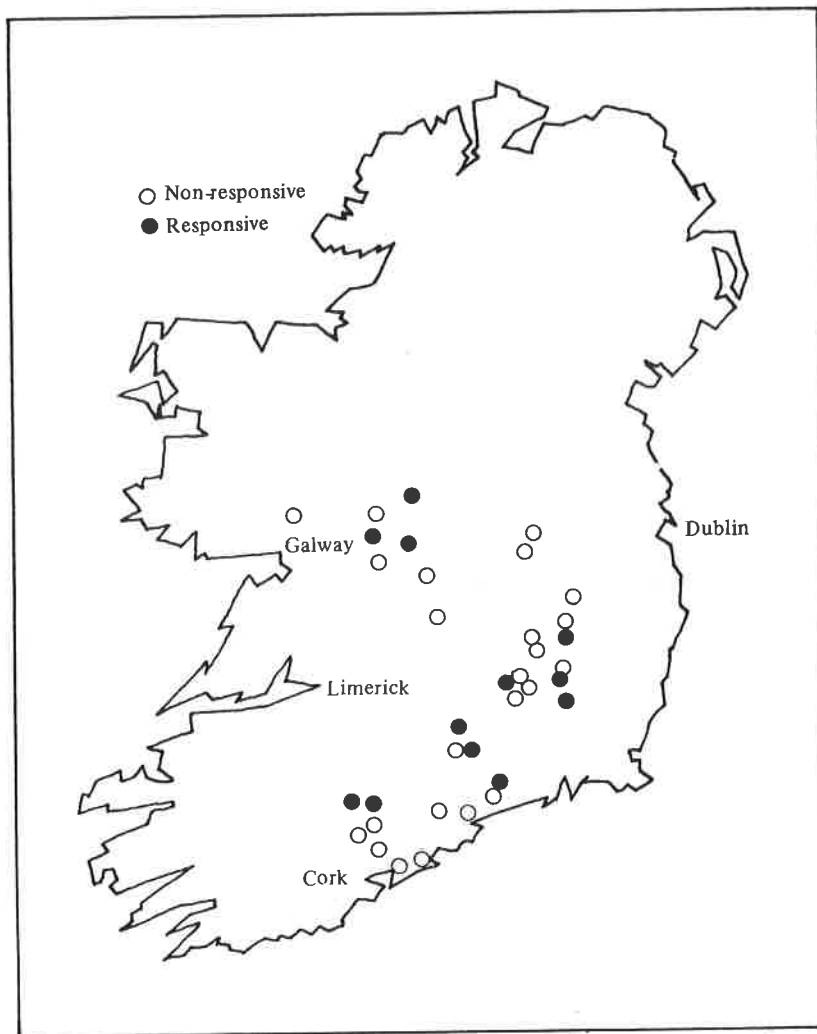 Non-responsive
Responsive
Galway
Dublin
Limerick
Cork